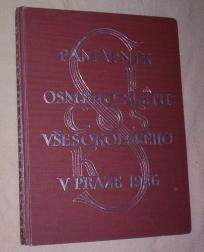 PAMÁTNÍK
OSMÉHO SLETU
ČOS
VŠESOKOLSKÉHO
V PRAZE 1926